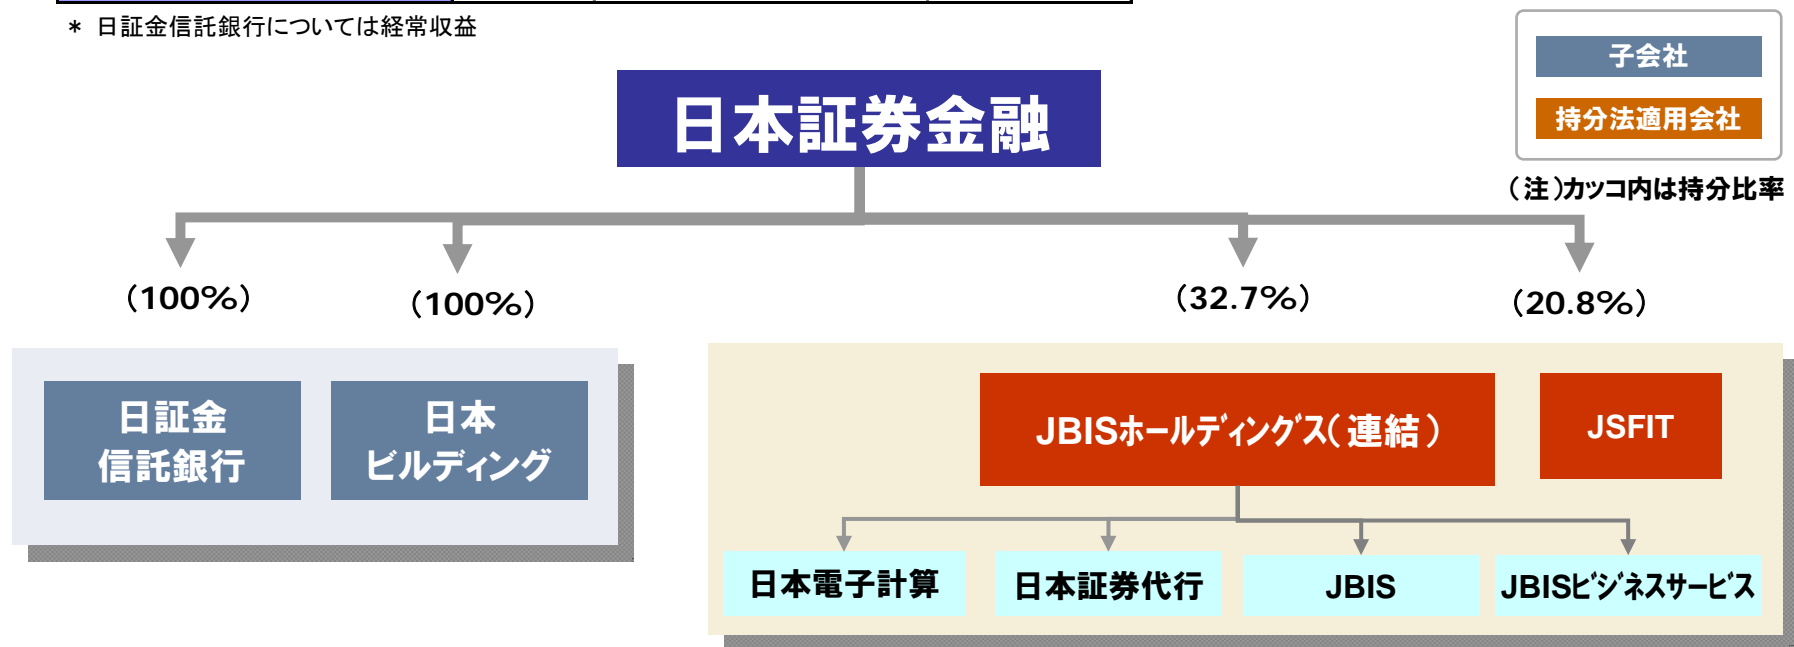 * 日証金信託銀行については経常収益
子会社
持分法適用会社
(注)カッコ内は持分比率
日本証券金融
(100%)
(100%)
(32.7%)
(20.8%)
日証金
信託銀行
日本
ビルディング
JBISホールディングス(連結)
JSFIT
日本電子計算
日本証券代行
JBIS
JBISビジネスサービス